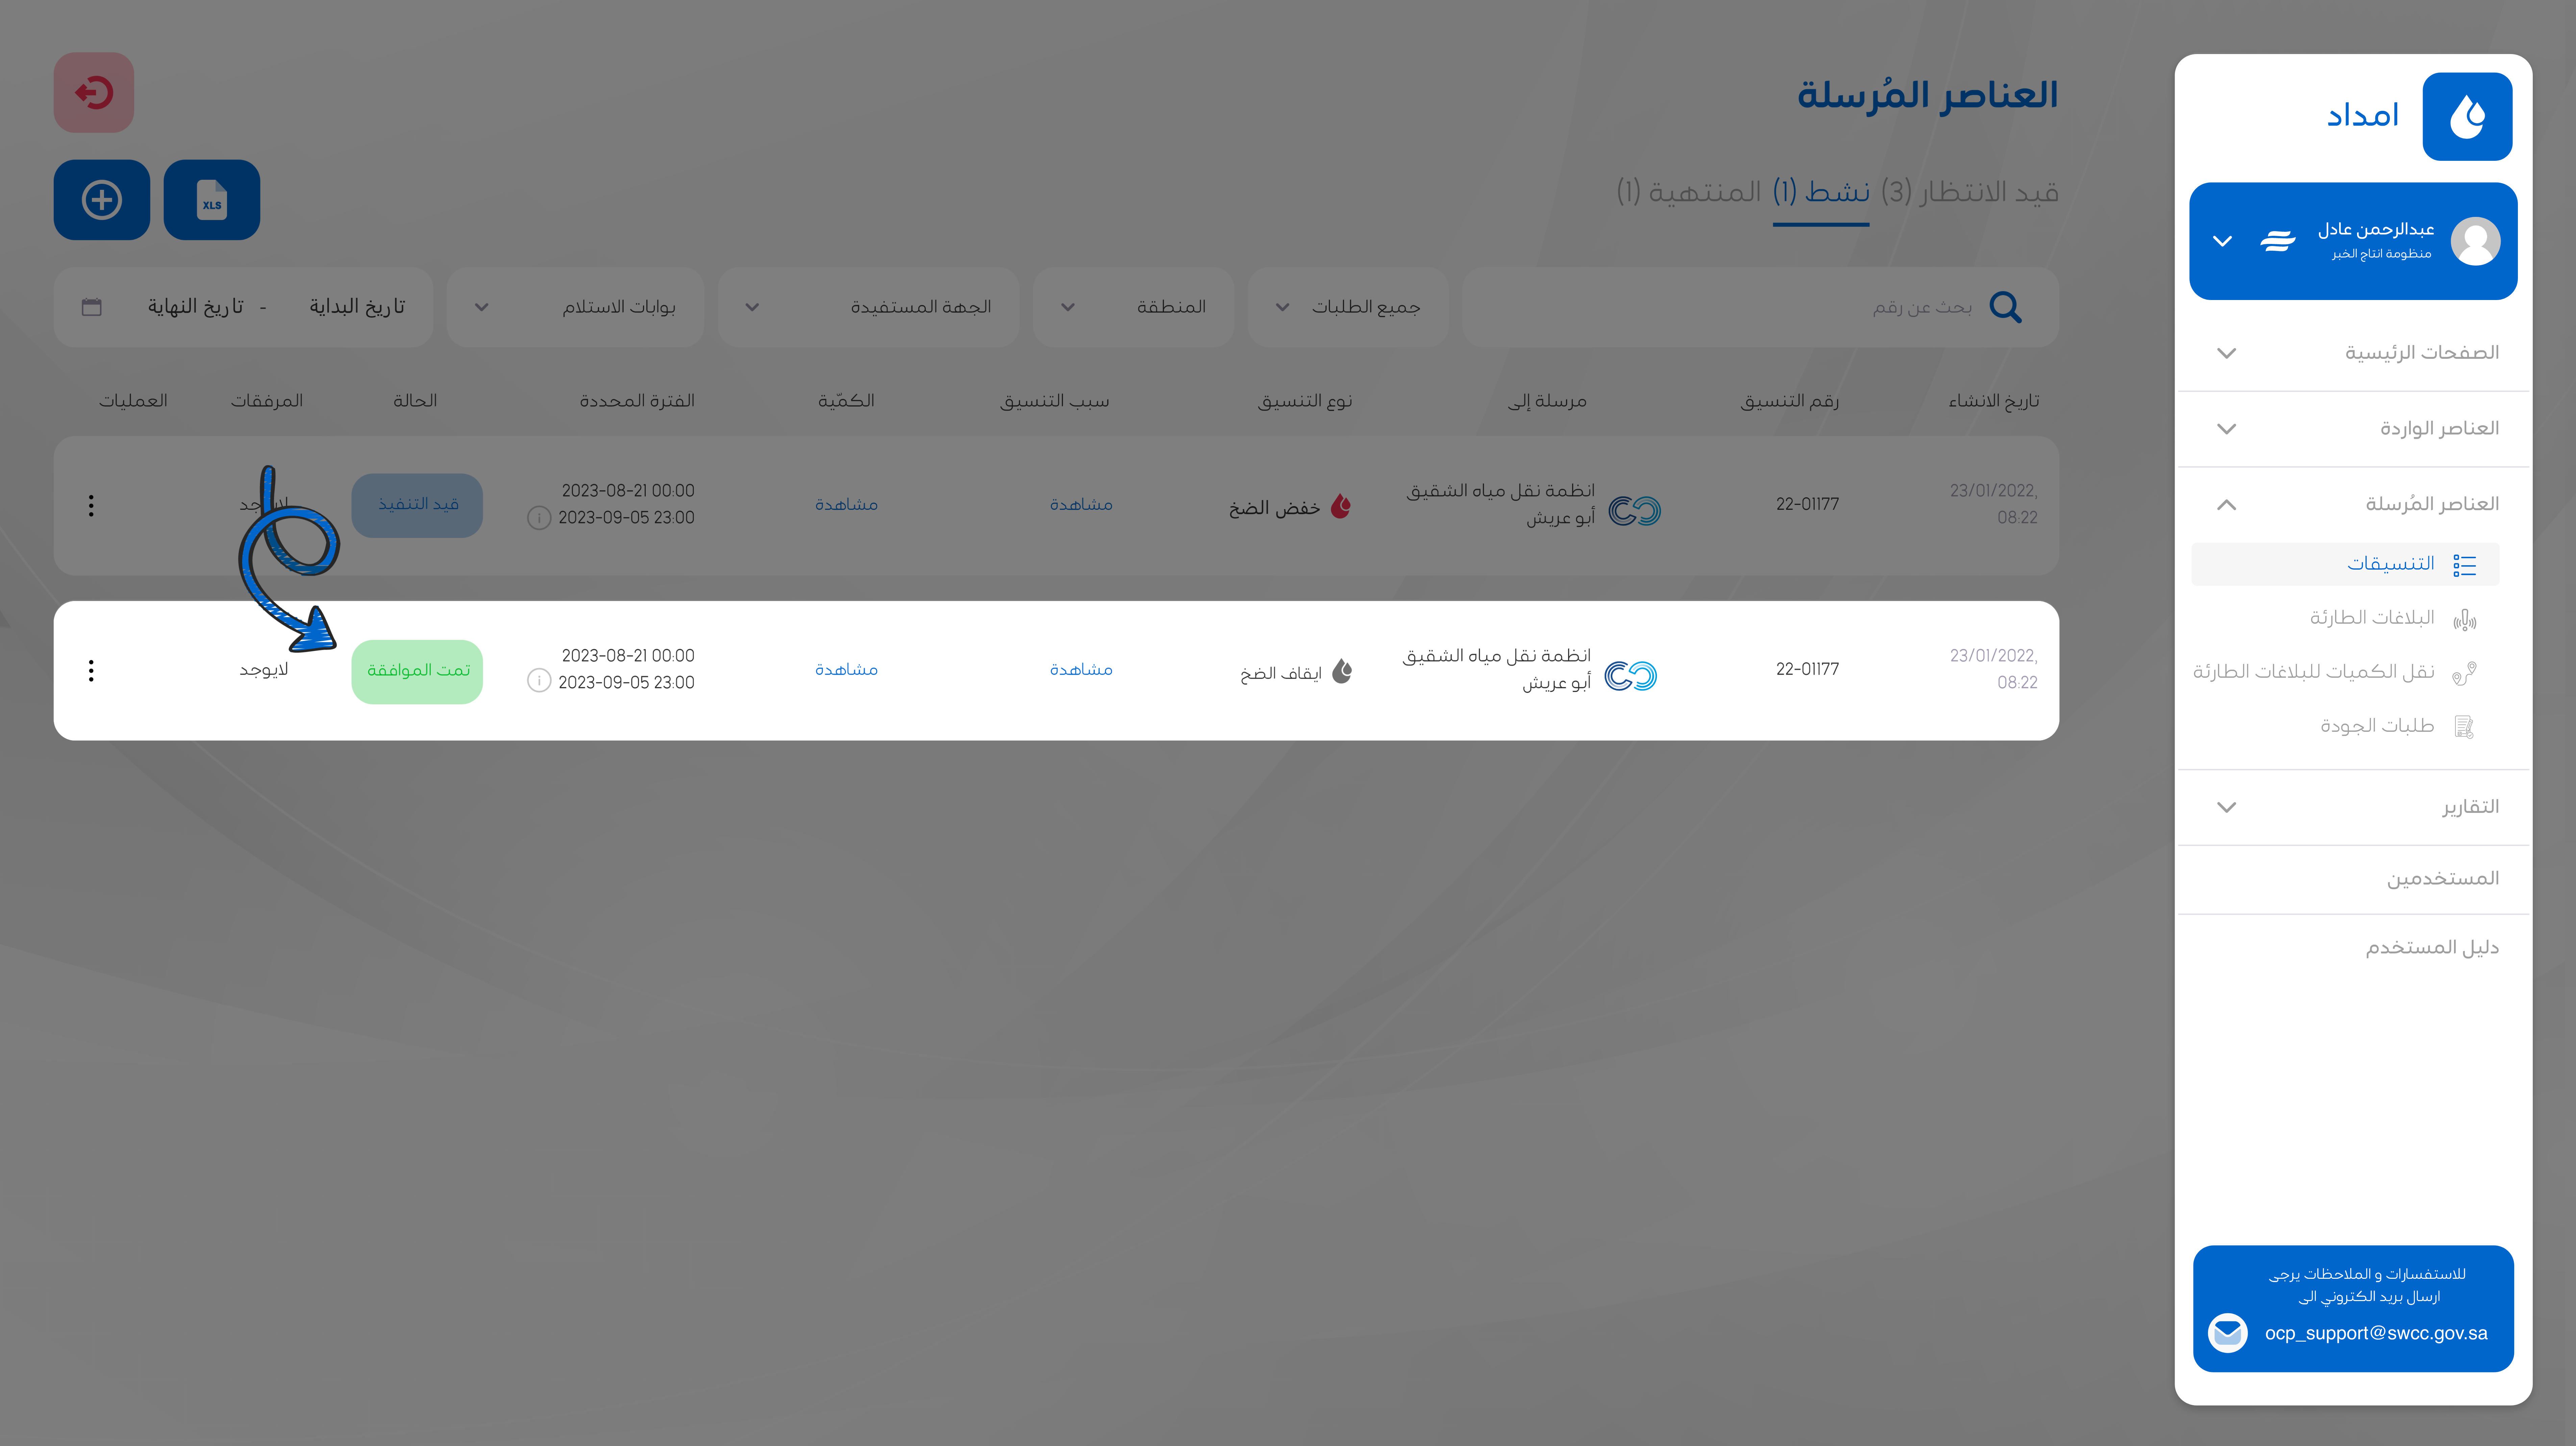 امداد
عبدالرحمن عادل
منظومة انتاج الخبر
الصفحات الرئيسية
العناصر الواردة
العناصر المُرسلة
التنسيقات
البلاغات الطارئة
نقل الكميات للبلاغات الطارئة
طلبات الجودة
التقارير
المستخدمين
دليل المستخدم
للاستفسارات و الملاحظات يرجى
ارسال بريد الكتروني الى
ocp_support@swcc.gov.sa
العناصر المُرسلة
قيد الانتظار (3) نشط (1) المنتهية (1)
XLS
بحث عن رقم جميع الطلبات المنطقة الجهة المستفيدة بوابات الاستلام تاريخ البداية - تاريخ النهاية
تاريخ الانشاء رقم التنسيق مرسلة إلى نوع التنسيق سبب التنسيق الكمّية الفترة المحددة الحالة المرفقات العمليات
23/01/2022,
08:22
22-01177
انظمة نقل مياه الشقيق
أبو عريش
خفض الضخ
مشاهدة
مشاهدة
2023-08-21 00:00
2023-09-05 23:00
قيد التنفيذ
لايوجد
23/01/2022,
08:22
22-01177
انظمة نقل مياه الشقيق
أبو عريش
ايقاف الضخ
مشاهدة
مشاهدة
2023-08-21 00:00
2023-09-05 23:00
تمت الموافقة
لايوجد